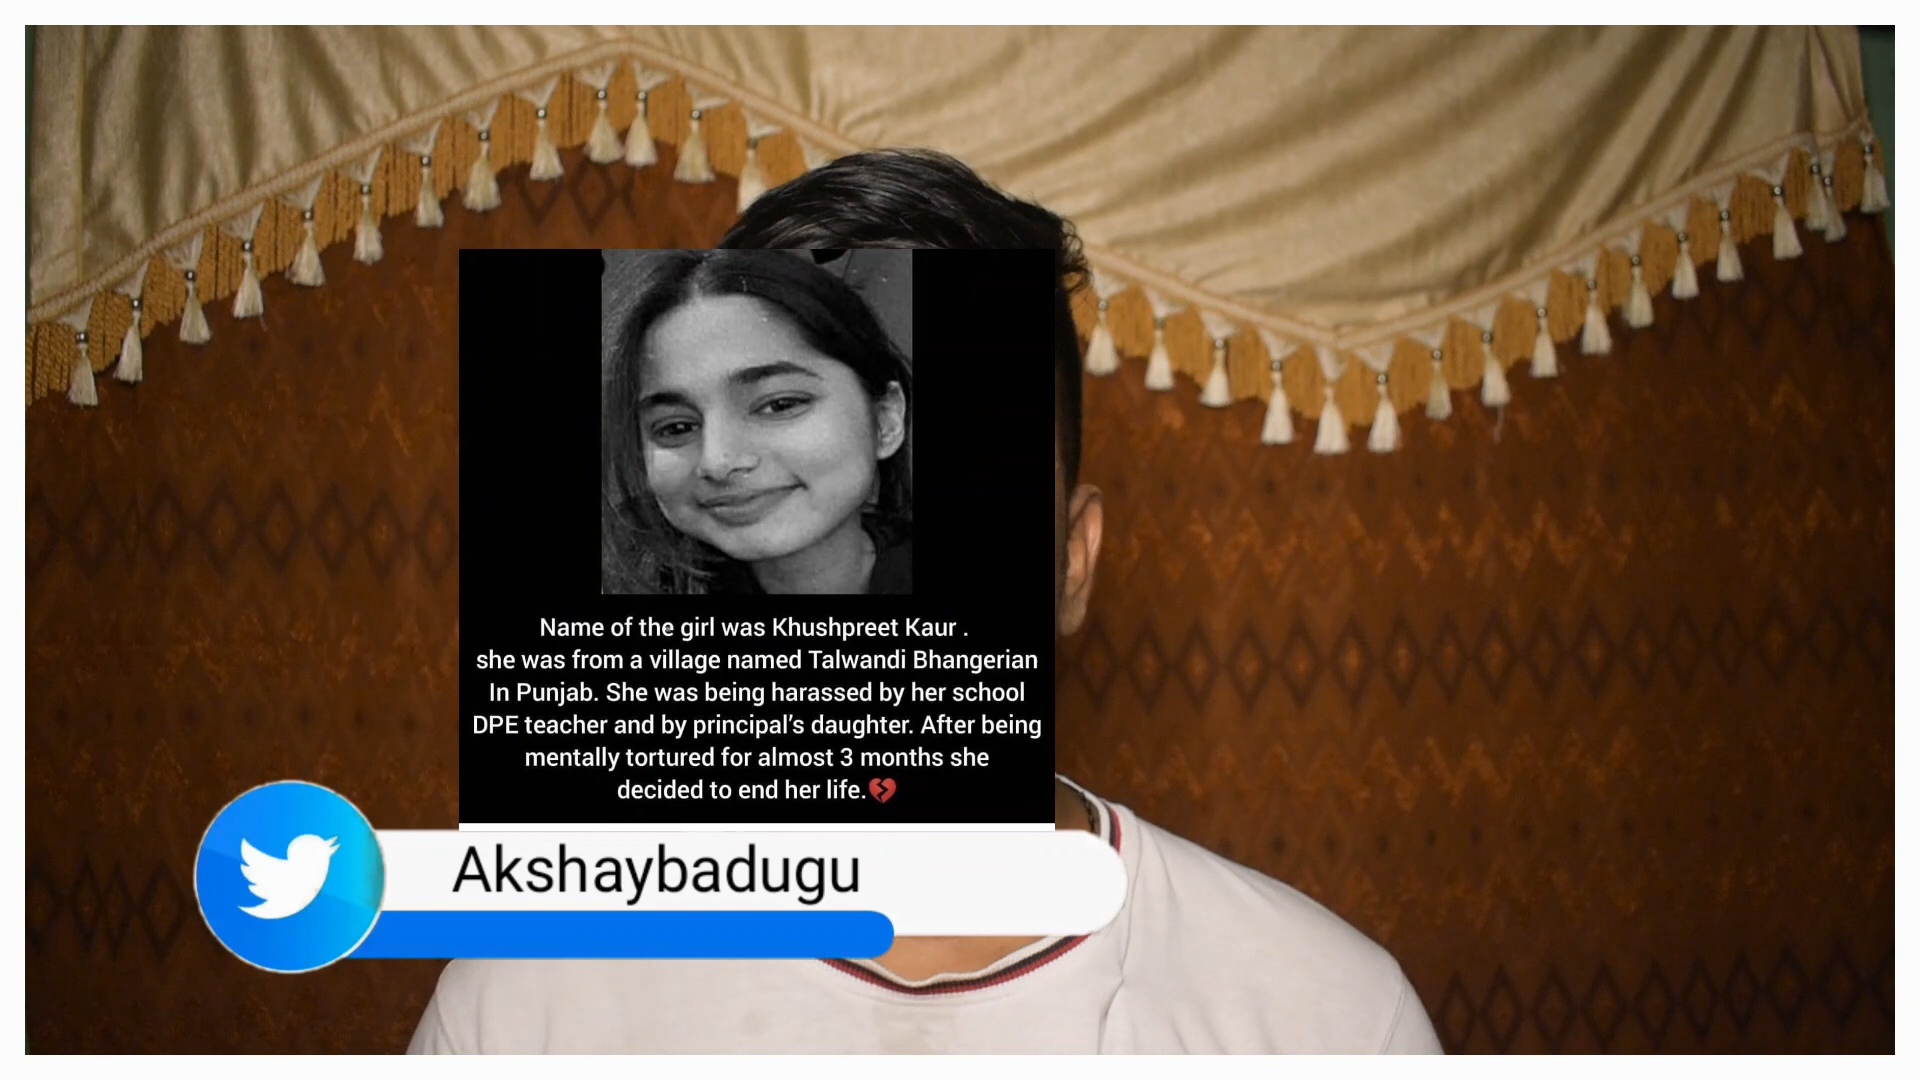 Name of the girl was Khushpreet Kaur .
she was from a village named Talwandi Bhangerian
In Punjab. She was being harassed by her school
DPE teacher and by principal’s daughter. After being
mentally tortured for almost 3 months she
decided to end her life.💔
Akshaybadugu